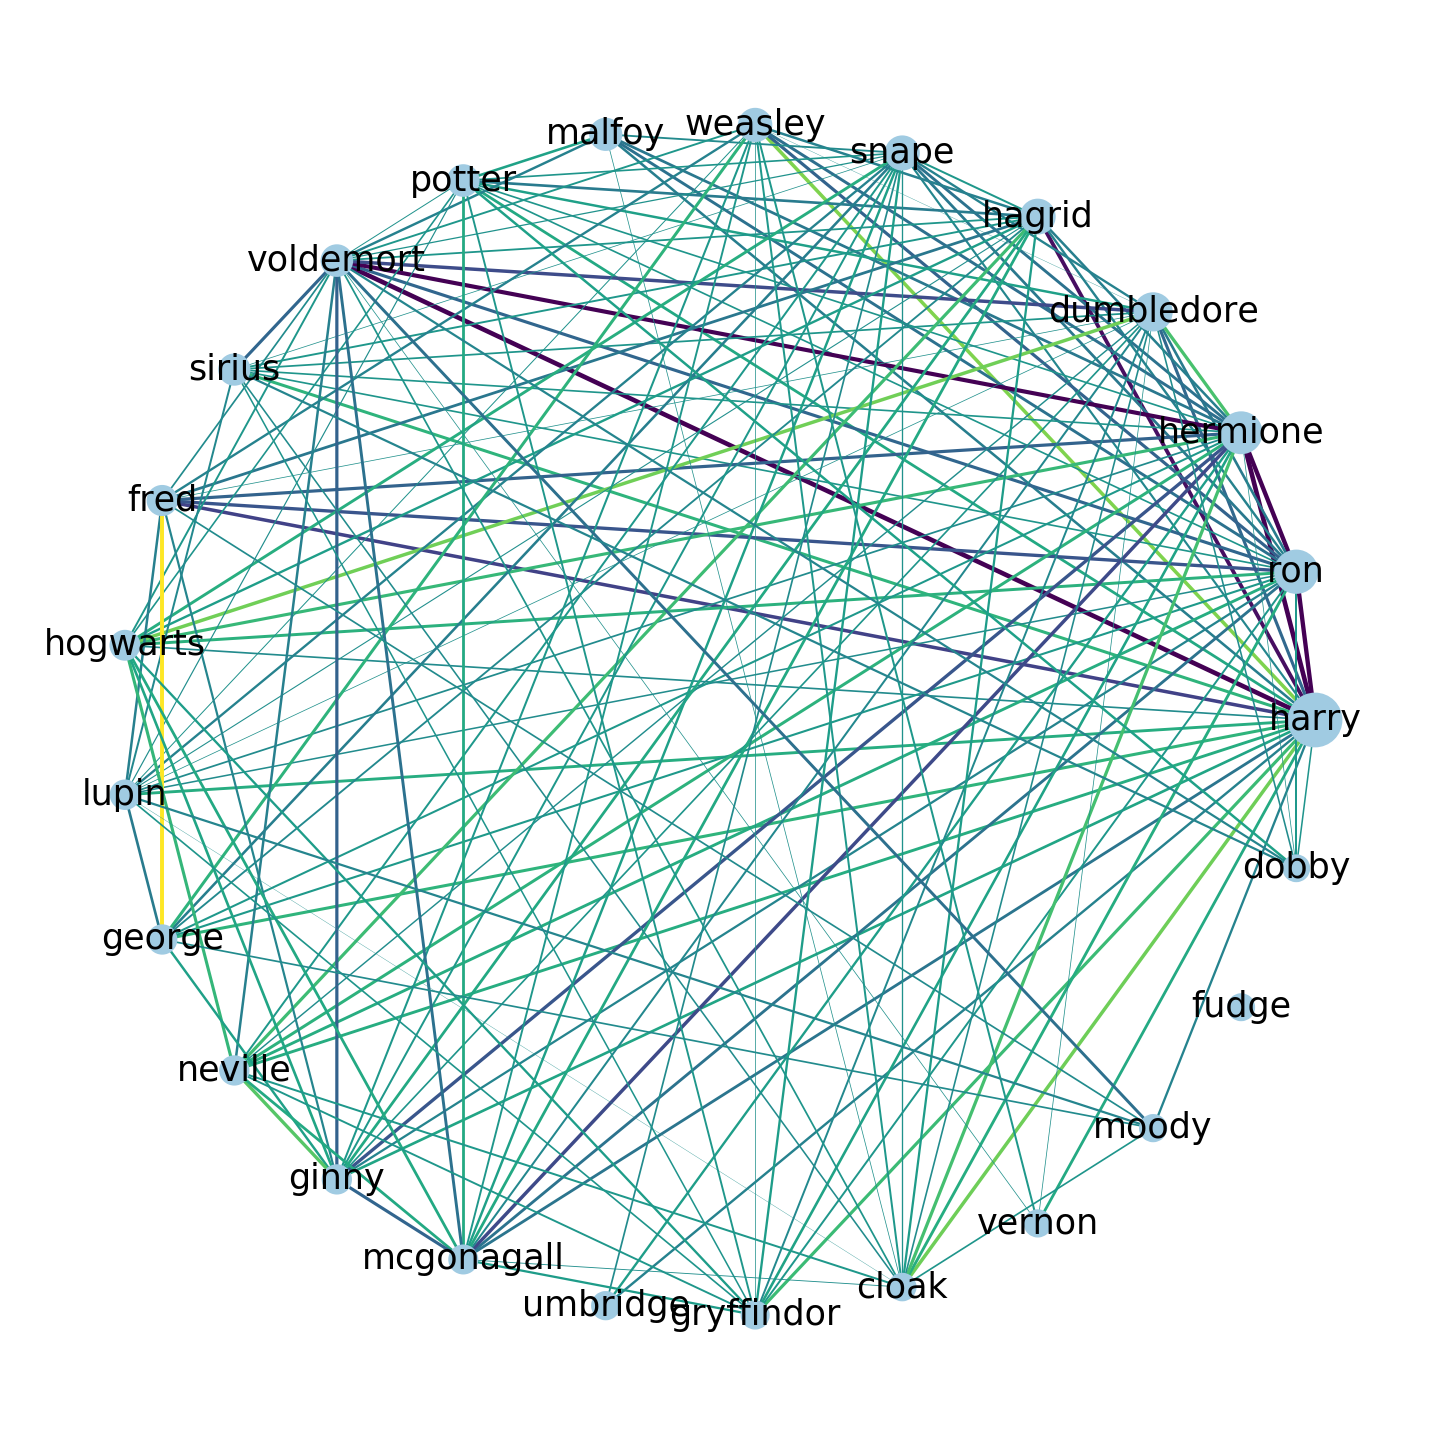 weasley
malfoy
snape
potter
hagrid
voldemort
dumbledore
sirius
hermione
fred
ron
hogwarts
harry
lupin
dobby
george
fudge
neville
moody
ginny
vernon
mcgonagall
cloak
umbridge
gryffindor